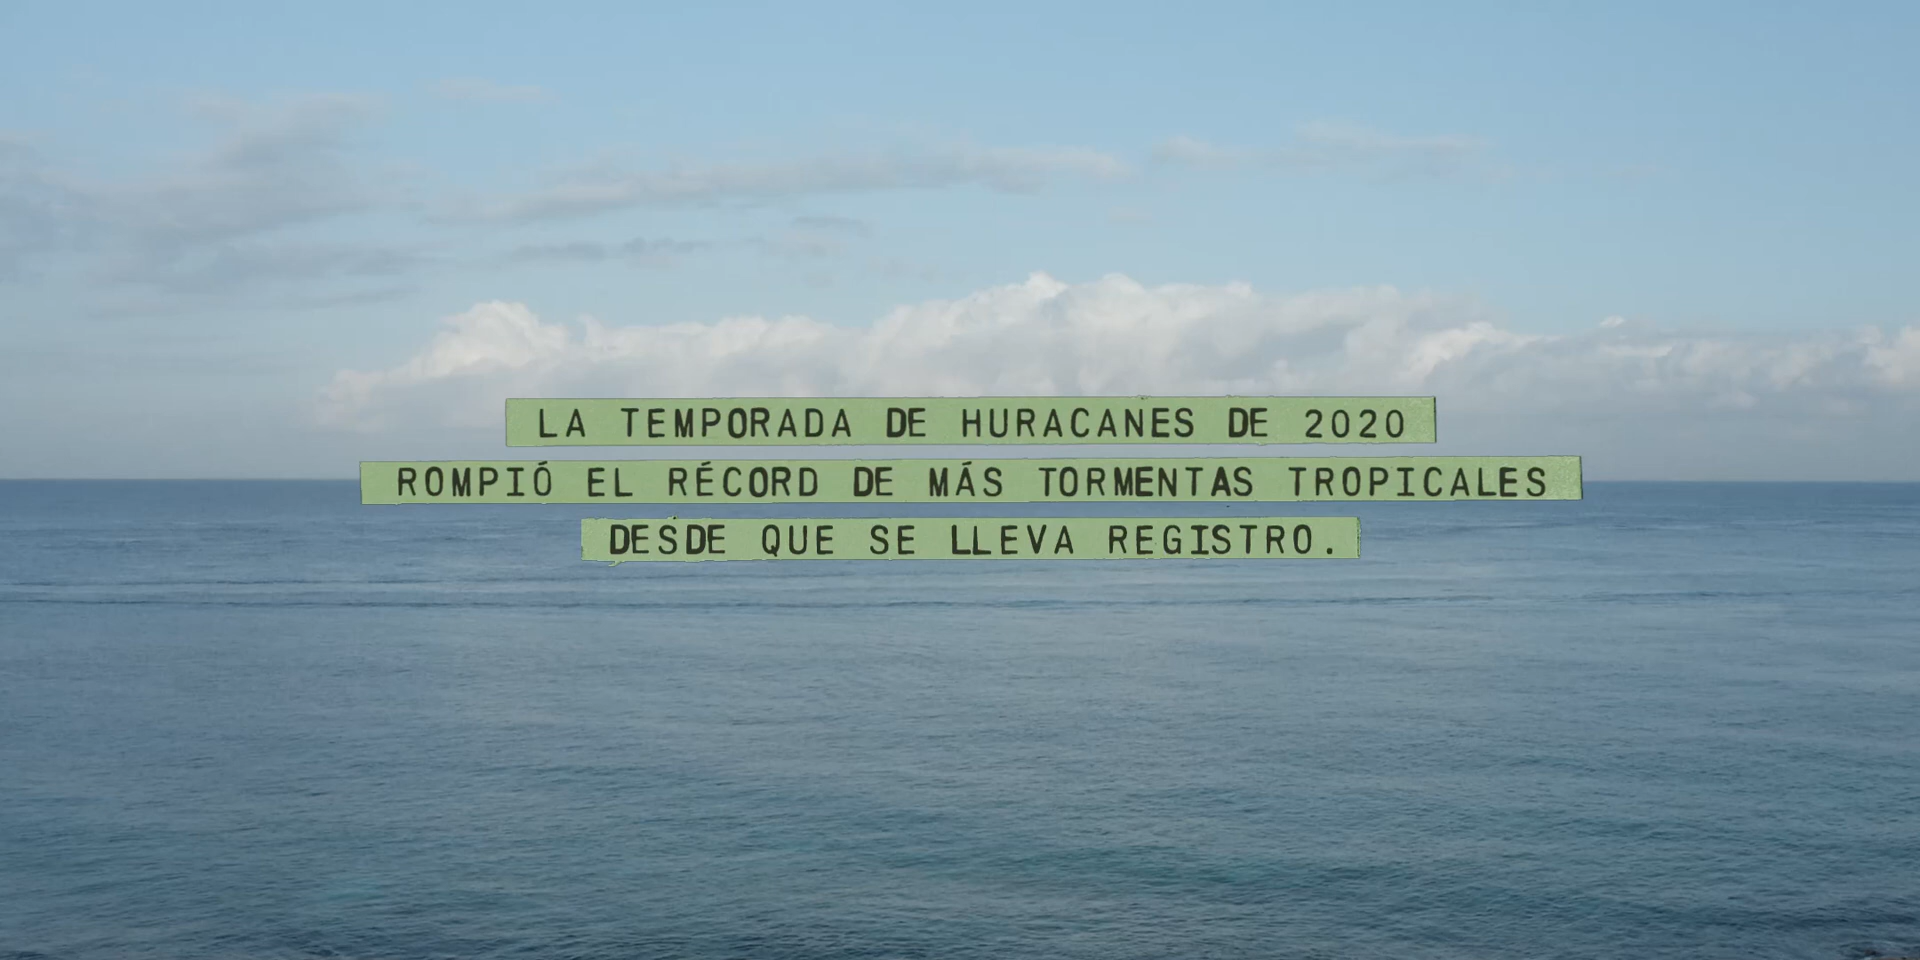 LA TEMPORADA DE HURACANES DE 2020
ROMPIÓ EL RÉCORD DE MÁS TORMENTAS TROPICALES
DESDE QUE SE LLEVA REGISTRO.